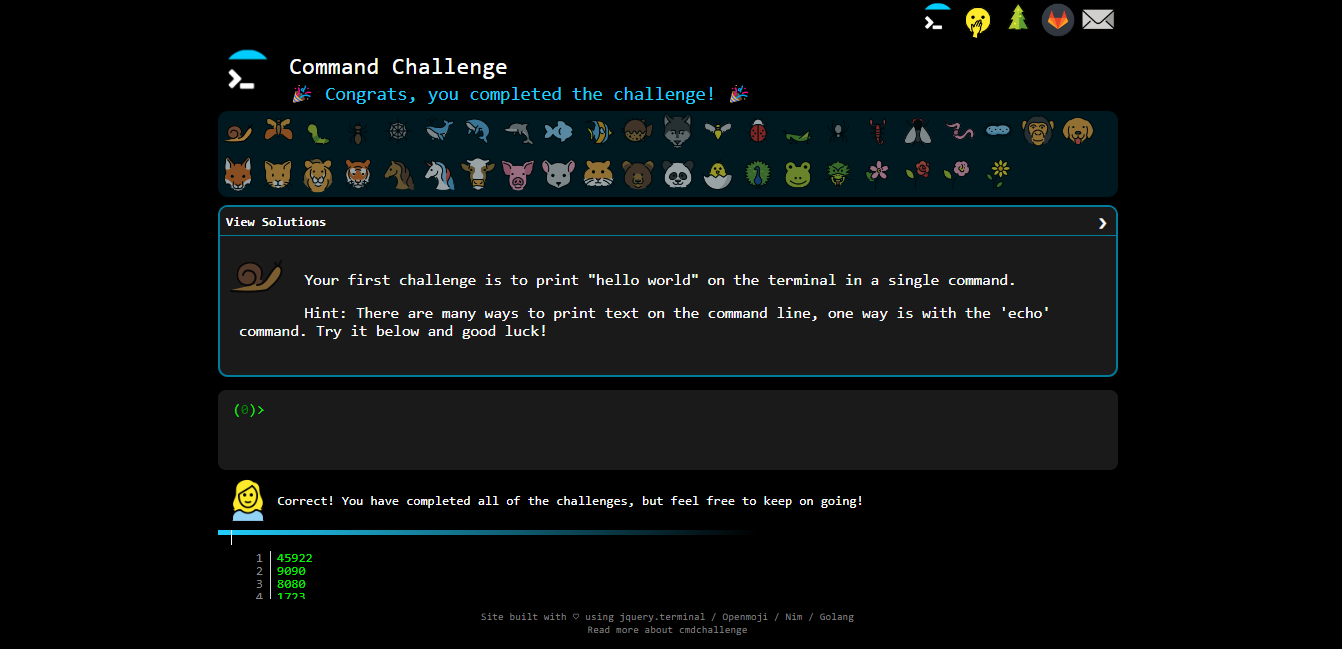 Command Challenge
🎉 Congrats, you completed the challenge! 🎉
View Solutions
Your first challenge is to print "hello world" on the terminal in a single command.
Hint: There are many ways to print text on the command line, one way is with the 'echo'
command. Try it below and good luck!
(0)>
Correct! You have completed all of the challenges, but feel free to keep on going!
1 45922
2 9090
3 8080
4 1723
Site built with ♡ using jquery.terminal / Openmoji / Nim / Golang
Read more about cmdchallenge